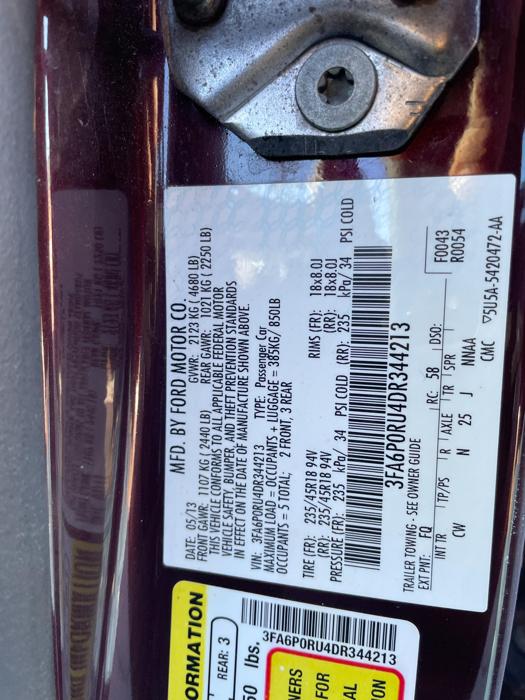 MFD. BY FORD MOTOR CO.
DATE: 05/13 GVWR: 2123 KG ( 4680 LB)
FRONT GAWR: 1107 KG ( 2440 LB) REAR GAWR: 1021 KG ( 2250 LB)
THIS VEHICLE CONFORMS TO ALL APPLICABLE FEDERAL MOTOR
VEHICLE SAFETY, BUMPER, AND THEFT PREVENTION STANDARDS
IN EFFECT ON THE DATE OF MANUFACTURE SHOWN ABOVE.
VIN: 3FA6P0RU4DR344213 TYPE: Passenger Car
MAXIMUM LOAD = OCCUPANTS + LUGGAGE = 385KG/ 850LB
OCCUPANTS = 5 TOTAL; 2 FRONT, 3 REAR
TIRE (FR): 235/45R18 94V RIMS (FR): 18x8.0J
(RR): 235/45R18 94V (RR): 18x8.0J
PRESSURE (FR): 235 kPa/ 34 PSI COLD (RR): 235 kPa/ 34 PSI COLD
3FA6P0RU4DR344213
TRAILER TOWING - SEE OWNER GUIDE
F0043
EXT PNT: FQ RC: 58 DSO: R0054
INT TR TP/PS R AXLE TR SPR
CW N 25 J NNAA
CMC ▽5U5A-5420472-AA
FORMATION
REAR: 3
lbs.
3FA6P0RU4DR344213
FOR